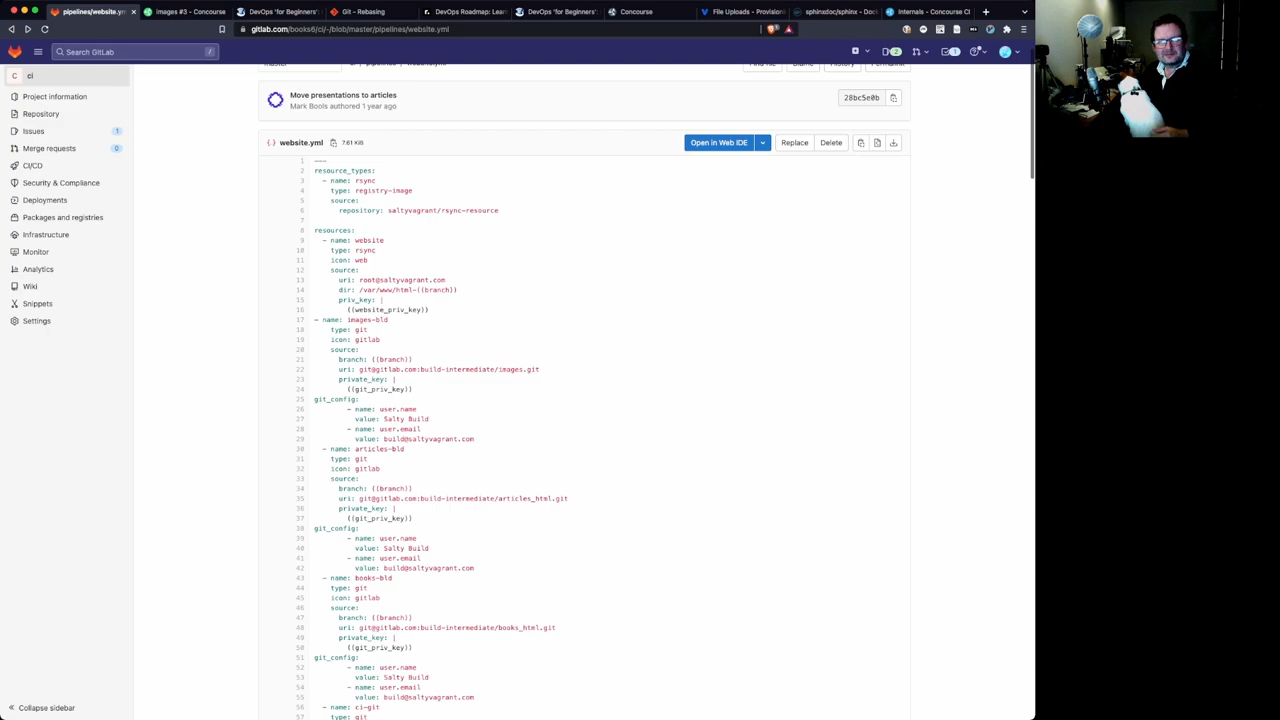 pipelines/website.ym
images #3 - Concourse
DevOps 'for Beginners':
Git - Rebasing
DevOps Roadmap: Learn
DevOps 'for Beginners':
Concourse
File Uploads - Provision
sphinxdoc/sphinx - Doc
Internals - Concourse CI
gitlab.com/books6/ci/-/blob/master/pipelines/website.yml
Search GitLab
/
2
1
C ci
Project information
Repository
Issues 1
Merge requests 0
CI/CD
Security & Compliance
Deployments
Packages and registries
Infrastructure
Monitor
Analytics
Wiki
Snippets
Settings
Collapse sidebar
Move presentations to articles
Mark Bools authored 1 year ago
28bc5e0b
website.yml 7.61 KiB
Open in Web IDE
Replace
Delete
1 ---
2 resource_types:
3 - name: rsync
4 type: registry-image
5 source:
6 repository: saltyvagrant/rsync-resource
7
8 resources:
9 - name: website
10 type: rsync
11 icon: web
12 source:
13 uri: root@saltyvagrant.com
14 dir: /var/www/html-((branch))
15 priv_key: |
16 ((website_priv_key))
17 - name: images-bld
18 type: git
19 icon: gitlab
20 source:
21 branch: ((branch))
22 uri: git@gitlab.com:build-intermediate/images.git
23 private_key: |
24 ((git_priv_key))
25 git_config:
26 - name: user.name
27 value: Salty Build
28 - name: user.email
29 value: build@saltyvagrant.com
30 - name: articles-bld
31 type: git
32 icon: gitlab
33 source:
34 branch: ((branch))
35 uri: git@gitlab.com:build-intermediate/articles_html.git
36 private_key: |
37 ((git_priv_key))
38 git_config:
39 - name: user.name
40 value: Salty Build
41 - name: user.email
42 value: build@saltyvagrant.com
43 - name: books-bld
44 type: git
45 icon: gitlab
46 source:
47 branch: ((branch))
48 uri: git@gitlab.com:build-intermediate/books_html.git
49 private_key: |
50 ((git_priv_key))
51 git_config:
52 - name: user.name
53 value: Salty Build
54 - name: user.email
55 value: build@saltyvagrant.com
56 - name: ci-git
57 type: git